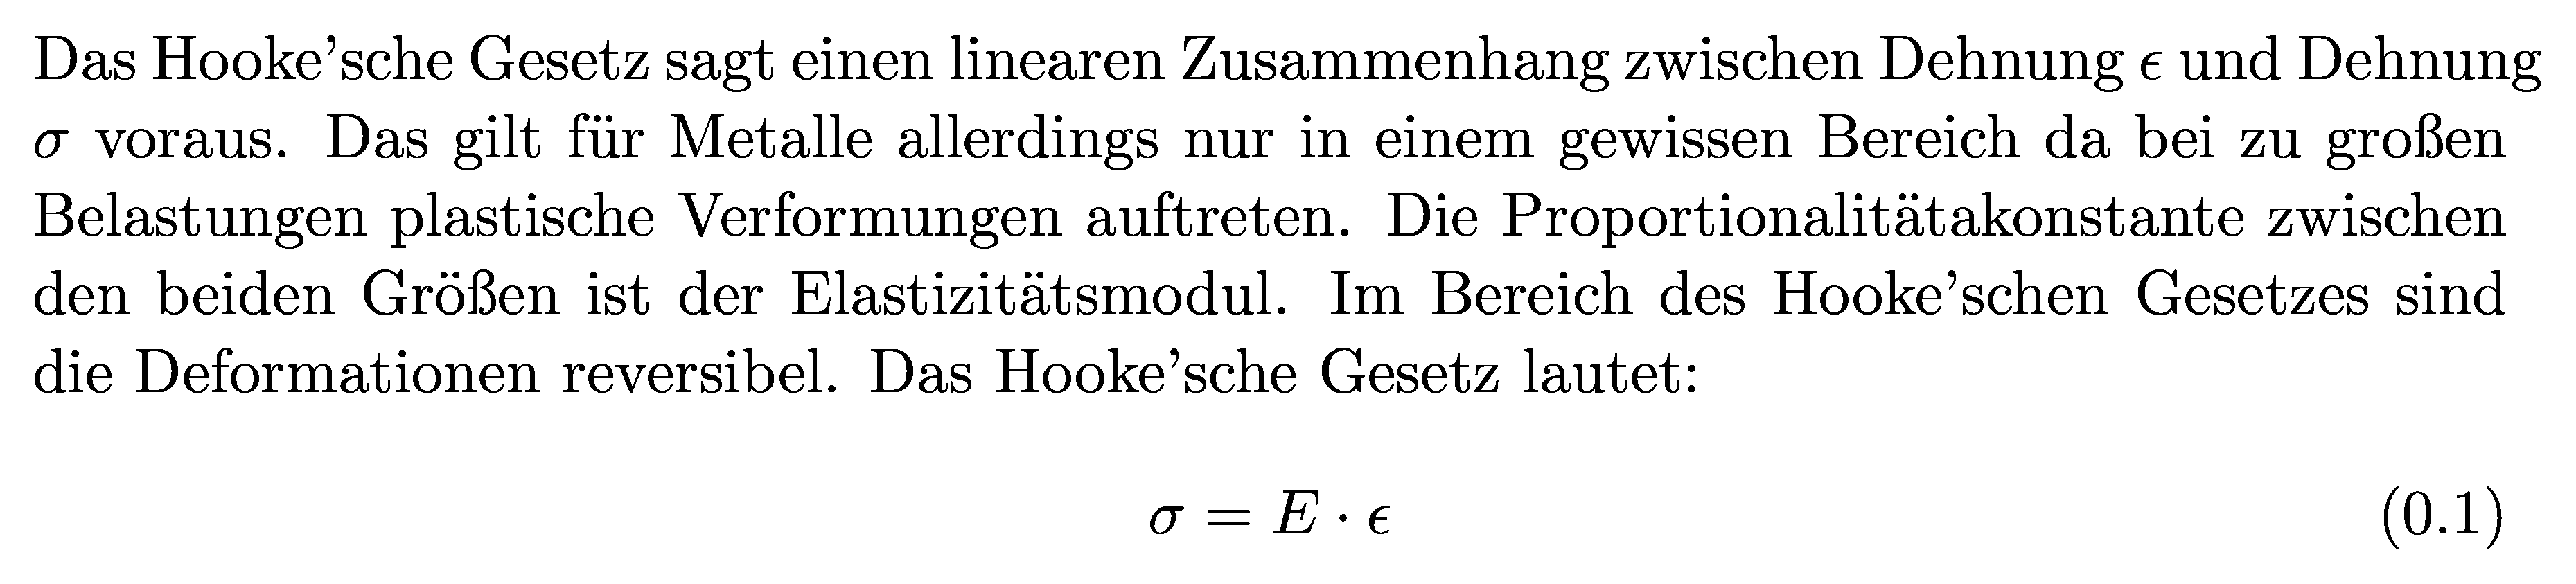 Das Hooke’sche Gesetz sagt einen linearen Zusammenhang zwischen Dehnung ϵ und Dehnung
σ voraus. Das gilt für Metalle allerdings nur in einem gewissen Bereich da bei zu großen
Belastungen plastische Verformungen auftreten. Die Proportionalitätakonstante zwischen
den beiden Größen ist der Elastizitätsmodul. Im Bereich des Hooke’schen Gesetzes sind
die Deformationen reversibel. Das Hooke’sche Gesetz lautet:
σ = E · ϵ (0.1)